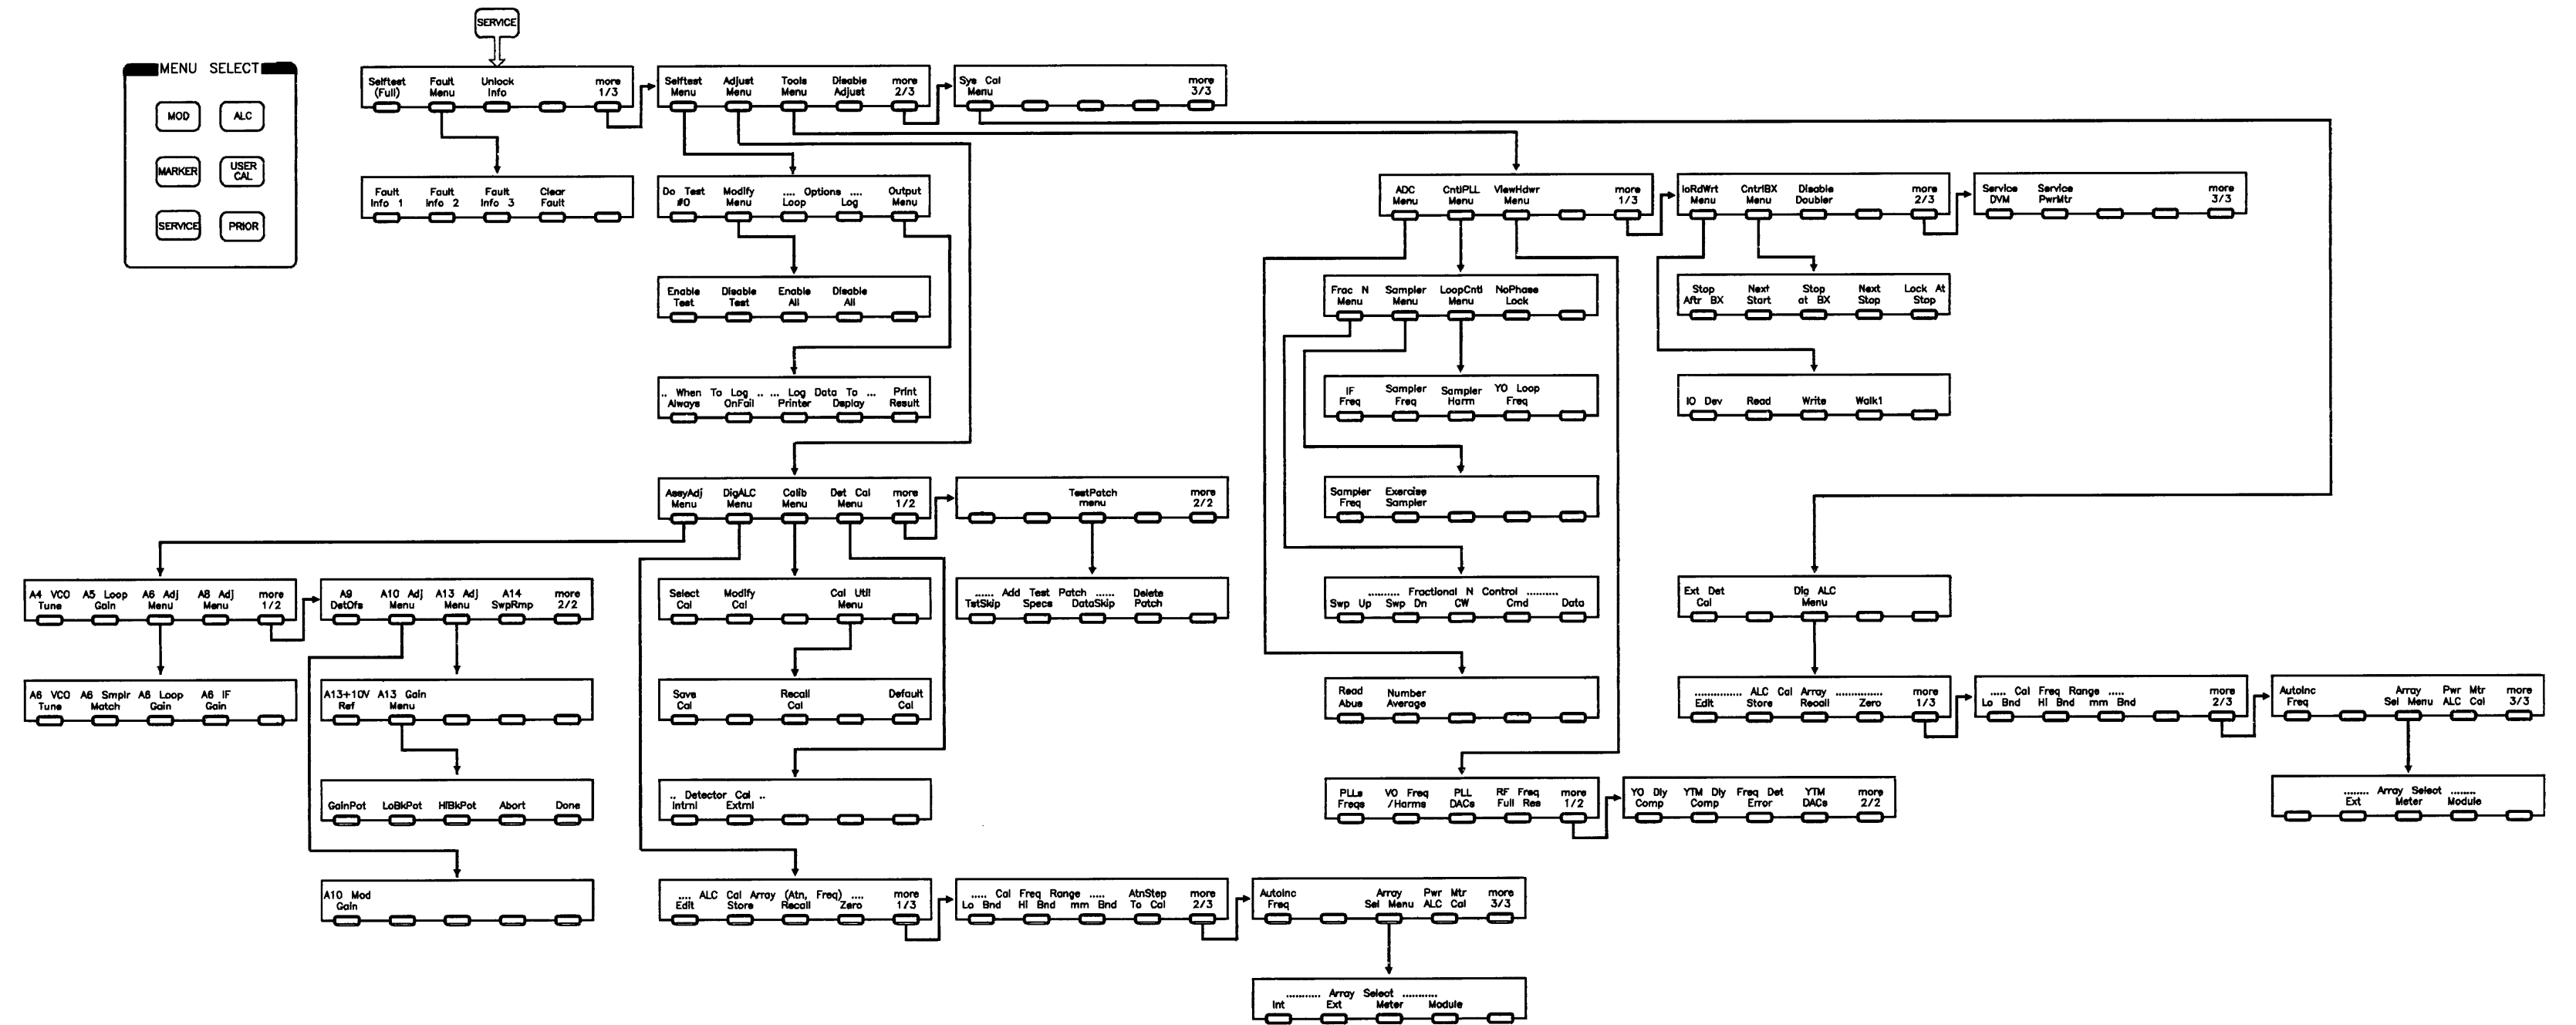 SERVICE
MENU SELECT
MOD ALC
MARKER USER CAL
SERVICE PRIOR
Selftest Fault Unlock more
(Full) Menu Info 1/3
Selftest Adjust Tools Disable more
Menu Menu Menu Adjust 2/3
Sys Cal more
Menu 3/3
Fault Fault Fault Clear
Info 1 Info 2 Info 3 Fault
Do Test Modify .... Options .... Output
#0 Menu Loop Log Menu
Enable Disable Enable Disable
Test Test All All
.. When To Log .. ... Log Data To ... Print
Always OnFail Printer Display Result
AssyAdj DigALC Calib Det Cal more
Menu Menu Menu Menu 1/2
TestPatch more
menu 2/2
...... Add Test Patch ...... Delete
TstSkip Specs DataSkip Patch
A4 VCO A5 Loop A6 Adj A8 Adj more
Tune Gain Menu Menu 1/2
A9 A10 Adj A13 Adj A14 more
DetOfs Menu Menu SwpRmp 2/2
A6 VCO A6 Smplr A6 Loop A6 IF
Tune Match Gain Gain
A13+10V A13 Gain
Ref Menu
GainPot LoBkPot HiBkPot Abort Done
A10 Mod
Gain
Select Modify Cal Util
Cal Cal Menu
Save Recall Default
Cal Cal Cal
.. Detector Cal ..
Intrnl Extrnl
.... ALC Cal Array (Atn, Freq) .... more
Edit Store Recall Zero 1/3
..... Cal Freq Range ..... AtnStep more
Lo Bnd Hi Bnd mm Bnd To Cal 2/3
AutoInc Array Pwr Mtr more
Freq Sel Menu ALC Cal 3/3
........... Array Select ...........
Int Ext Meter Module
ADC CntlPLL ViewHdwr more
Menu Menu Menu 1/3
IoRdWrt CntrlBX Disable more
Menu Menu Doubler 2/3
Service Service more
DVM PwrMtr 3/3
Frac N Sampler LoopCntl NoPhase
Menu Menu Menu Lock
IF Sampler Sampler YO Loop
Freq Freq Harm Freq
Sampler Exercise
Freq Sampler
.......... Fractional N Control ..........
Swp Up Swp Dn CW Cmd Data
Read Number
Abus Average
PLLs VO Freq PLL RF Freq more
Freqs /Harms DACs Full Res 1/2
YO Dly YTM Dly Freq Det YTM more
Comp Comp Error DACs 2/2
Stop Next Stop Next Lock At
Aftr BX Start at BX Stop Stop
IO Dev Read Write Walk1
Ext Det Dig ALC
Cal Menu
............... ALC Cal Array ............... more
Edit Store Recall Zero 1/3
..... Cal Freq Range ..... more
Lo Bnd Hi Bnd mm Bnd 2/3
AutoInc Array Pwr Mtr more
Freq Sel Menu ALC Cal 3/3
........ Array Select ........
Ext Meter Module